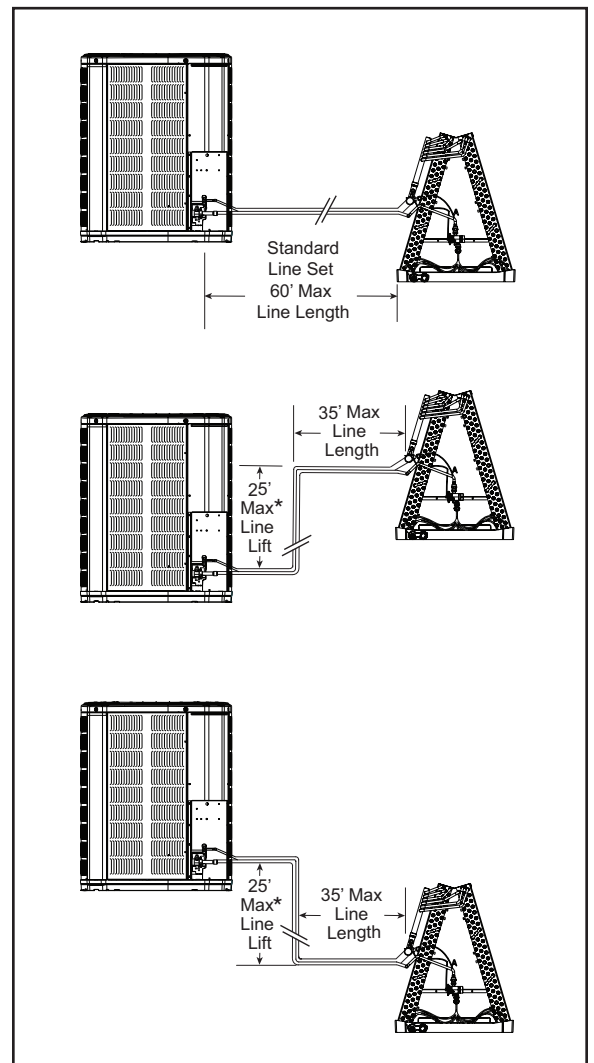 Standard
Line Set
60' Max
Line Length
35' Max
Line
Length
25'
Max*
Line
Lift
25'
Max*
Line
Lift
35' Max
Line
Length